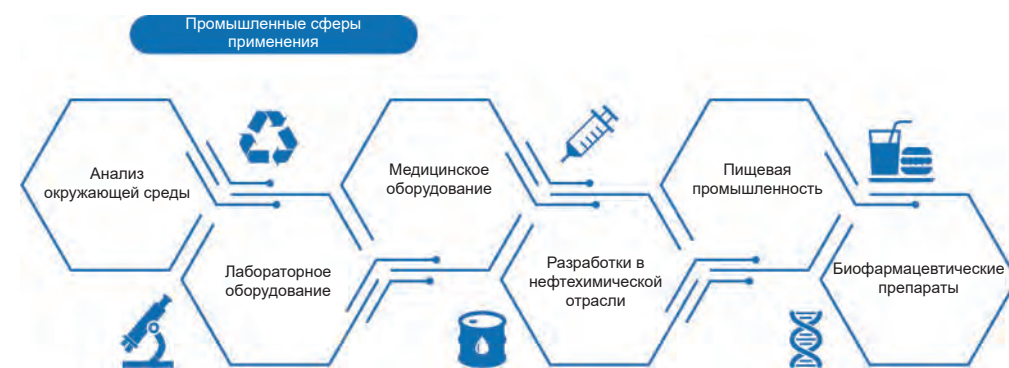 Промышленные сферы
применения
Анализ
окружающей среды
Медицинское
оборудование
Пищевая
промышленность
Лабораторное
оборудование
Разработки в
нефтехимической
отрасли
Биофармацевтические
препараты